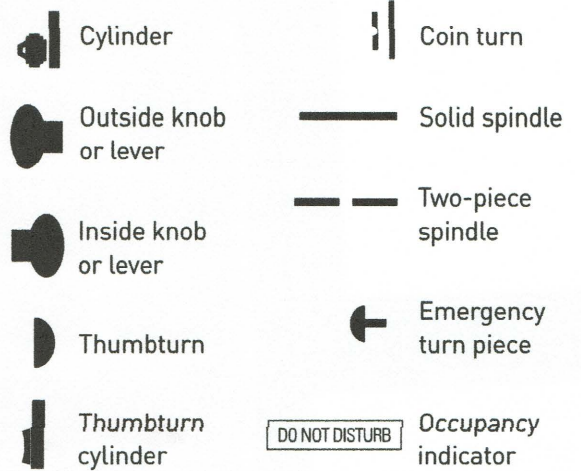 Cylinder
Outside knob
or lever
Inside knob
or lever
Thumbturn
Thumbturn
cylinder
Coin turn
Solid spindle
Two-piece
spindle
Emergency
turn piece
DO NOT DISTURB
Occupancy
indicator